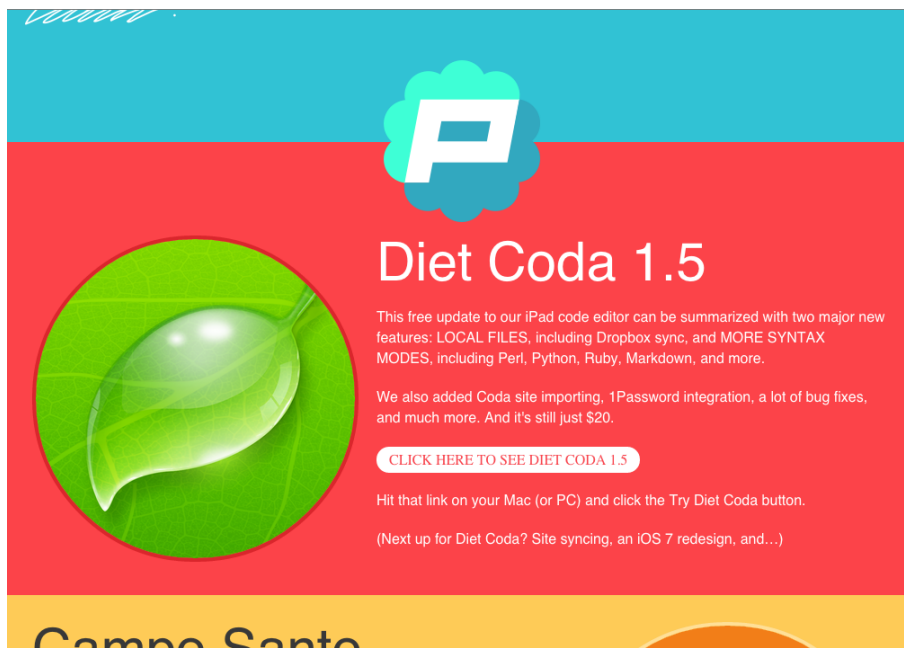 P
Diet Coda 1.5
This free update to our iPad code editor can be summarized with two major new
features: LOCAL FILES, including Dropbox sync, and MORE SYNTAX
MODES, including Perl, Python, Ruby, Markdown, and more.
We also added Coda site importing, 1Password integration, a lot of bug fixes,
and much more. And it's still just $20.
CLICK HERE TO SEE DIET CODA 1.5
Hit that link on your Mac (or PC) and click the Try Diet Coda button.
(Next up for Diet Coda? Site syncing, an iOS 7 redesign, and…)
Campo Santo